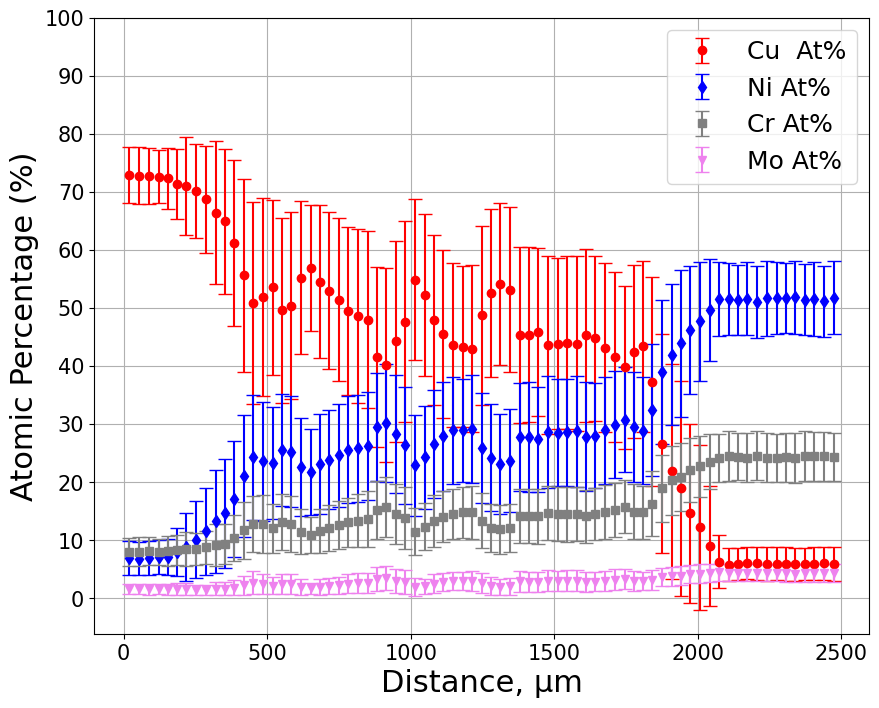 100
90
80
70
60
50
40
30
20
10
0
Atomic Percentage (%)
Cu  At%
Ni At%
Cr At%
Mo At%
0 500 1000 1500 2000 2500
Distance, μm